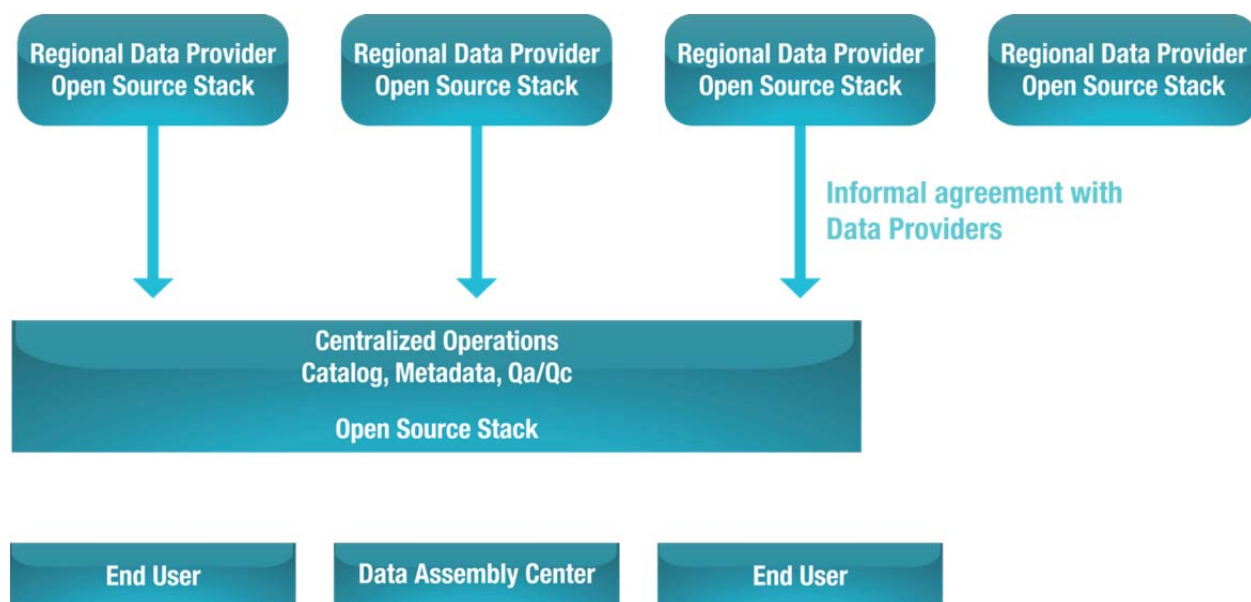 Regional Data Provider
Open Source Stack
Regional Data Provider
Open Source Stack
Regional Data Provider
Open Source Stack
Regional Data Provider
Open Source Stack
Informal agreement with
Data Providers
Centralized Operations
Catalog, Metadata, Qa/Qc
Open Source Stack
End User
Data Assembly Center
End User